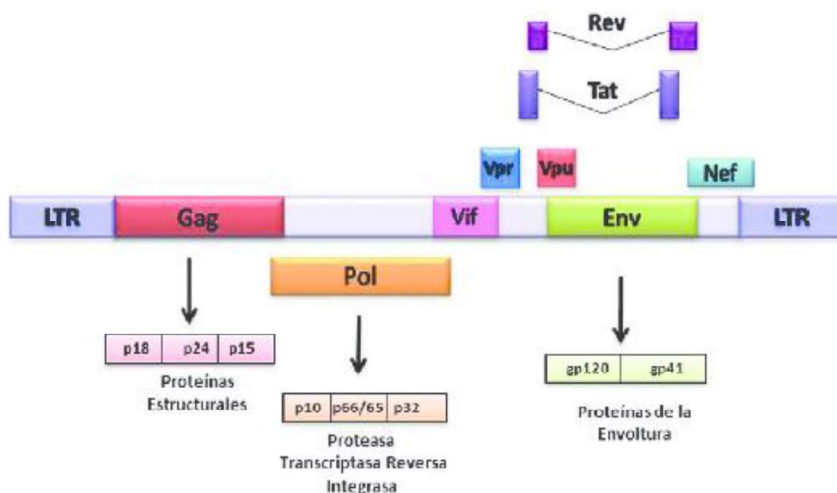 Rev
Tat
Vpr
Vpu
Nef
LTR
Gag
Vif
Env
LTR
Pol
p18 p24 p15
Proteínas
Estructurales
p10 p66/65 p32
Proteasa
Transcriptasa Reversa
Integrasa
gp120 gp41
Proteínas de la
Envoltura